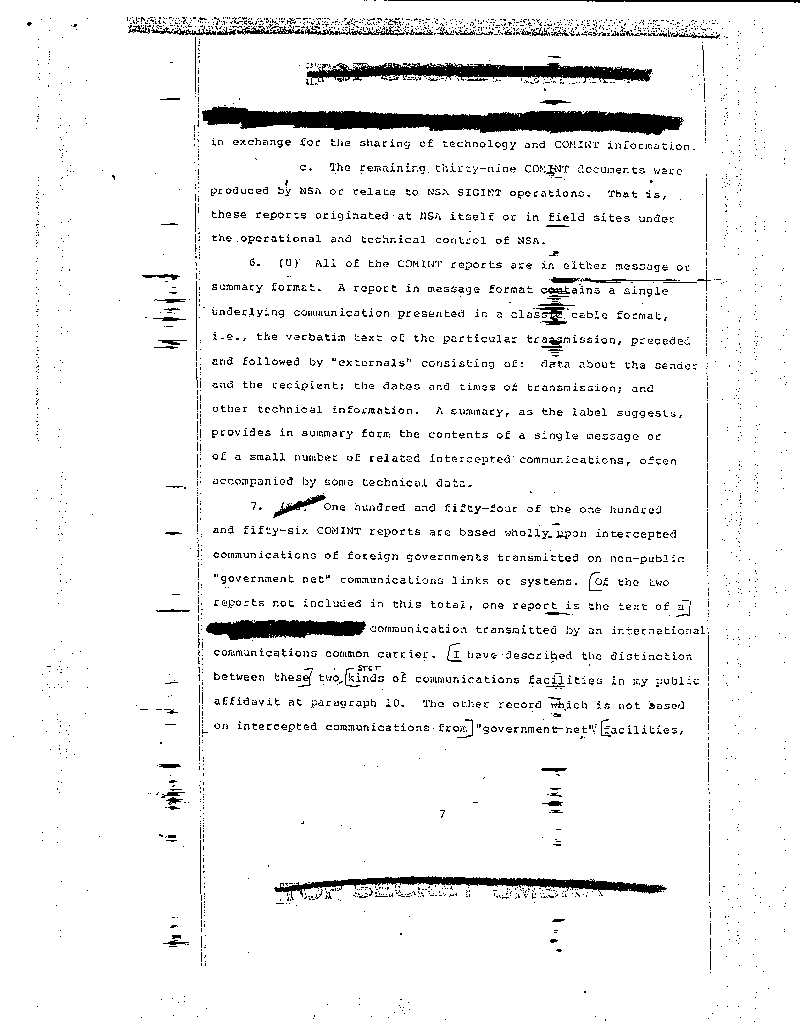 in exchange for the sharing of technology and COMINT information.
c. The remaining thirty-nine COMINT documents were
produced by NSA or relate to NSA SIGINT operations. That is,
these reports originated at NSA itself or in field sites under
the operational and technical control of NSA.
6. (U) All of the COMINT reports are in either message or
summary format. A report in message format contains a single
underlying communication presented in a classic cable format,
i.e., the verbatim text of the particular transmission, preceded
and followed by "externals" consisting of: data about the sender
and the recipient; the dates and times of transmission; and
other technical information. A summary, as the label suggests,
provides in summary form the contents of a single message or
of a small number of related intercepted communications, often
accompanied by some technical data.
7. One hundred and fifty-four of the one hundred
and fifty-six COMINT reports are based wholly upon intercepted
communications of foreign governments transmitted on non-public
"government net" communications links or systems. [Of the two
reports not included in this total, one report is the text of a]
communication transmitted by an international
communications common carrier. [I have described the distinction
STET
between these] two [kinds of communications facilities in my public
affidavit at paragraph 10. The other record which is not based
on intercepted communications from] "government net" [facilities,
7
TOP SECRET UMBRA